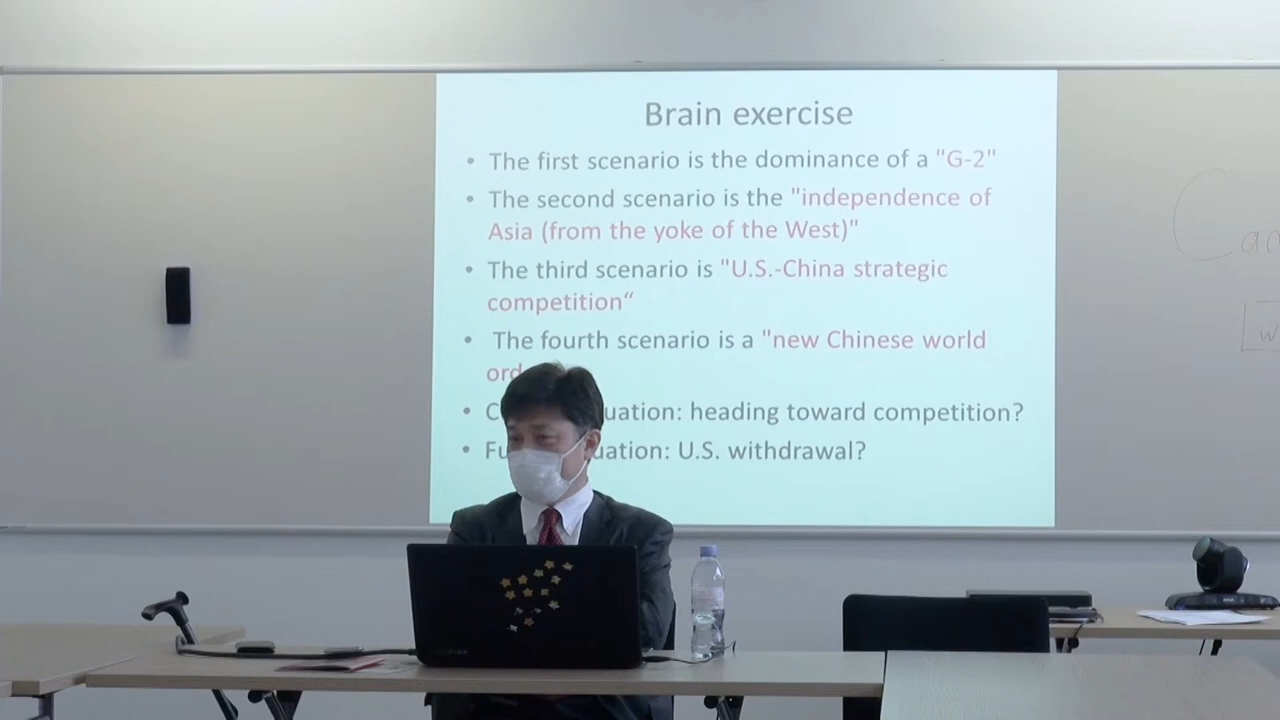 Brain exercise
• The first scenario is the dominance of a "G-2"
• The second scenario is the "independence of
Asia (from the yoke of the West)"
• The third scenario is "U.S.-China strategic
competition“
• The fourth scenario is a "new Chinese world
ord
• C uation: heading toward competition?
• Fu uation: U.S. withdrawal?
Can
w